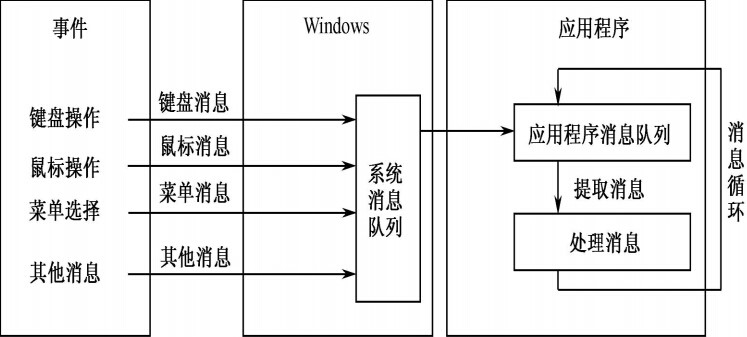 事件
Windows
应用程序
键盘操作
键盘消息
鼠标操作
鼠标消息
菜单选择
菜单消息
其他消息
其他消息
系统
消息
队列
应用程序消息队列
提取消息
处理消息
消息循环